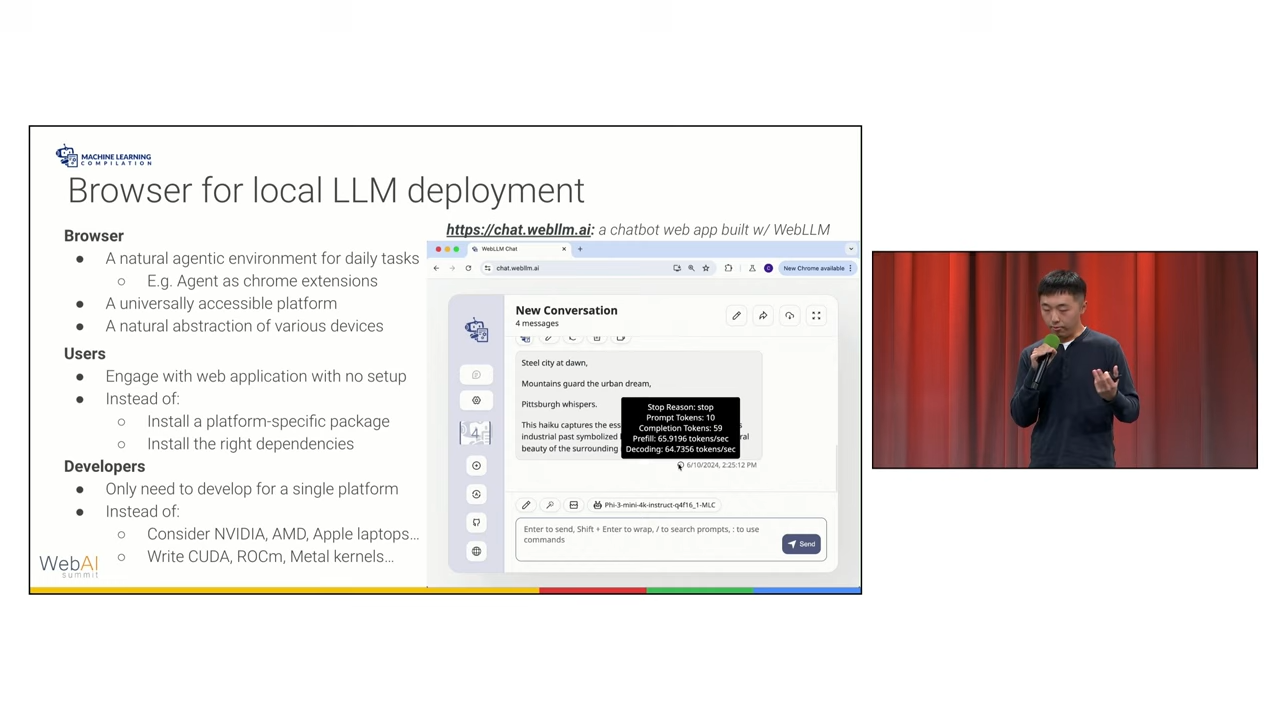 MACHINE LEARNING
COMPILATION
Browser for local LLM deployment
Browser
● A natural agentic environment for daily tasks
○ E.g. Agent as chrome extensions
● A universally accessible platform
● A natural abstraction of various devices
Users
● Engage with web application with no setup
● Instead of:
○ Install a platform-specific package
○ Install the right dependencies
Developers
● Only need to develop for a single platform
● Instead of:
○ Consider NVIDIA, AMD, Apple laptops…
○ Write CUDA, ROCm, Metal kernels…
WebAI
summit
https://chat.webllm.ai: a chatbot web app built w/ WebLLM
WebLLM Chat
chat.webllm.ai
C
New Chrome available
New Conversation
4 messages
Steel city at dawn,
Mountains guard the urban dream,
Pittsburgh whispers.
This haiku captures the
industrial past symbolized
beauty of the surrounding
Stop Reason: stop
Prompt Tokens: 10
Completion Tokens: 59
Prefill: 65.9196 tokens/sec
Decoding: 64.7356 tokens/sec
6/10/2024, 2:25:12 PM
Phi-3-mini-4k-instruct-q4f16_1-MLC
Enter to send, Shift + Enter to wrap, / to search prompts, : to use
commands
Send